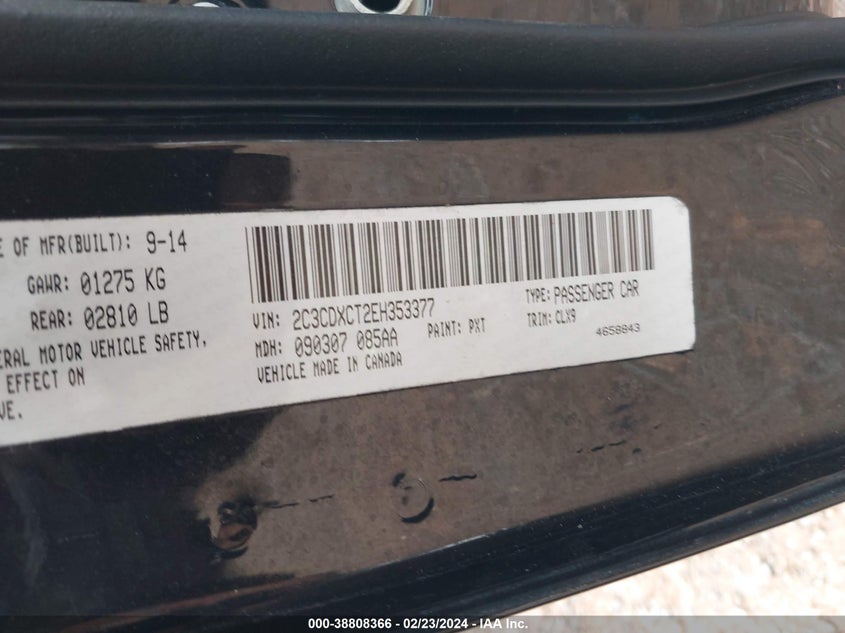 E OF MFR(BUILT): 9-14
GAWR: 01275 KG
REAR: 02810 LB
ERAL MOTOR VEHICLE SAFETY,
EFFECT ON
VE.
VIN: 2C3CDXCT2EH353377
TYPE: PASSENGER CAR
MDH: 090307 085AA
PAINT: PXT
TRIM: CLX9
VEHICLE MADE IN CANADA
4658843
000-38808366 - 02/23/2024 - IAA Inc.